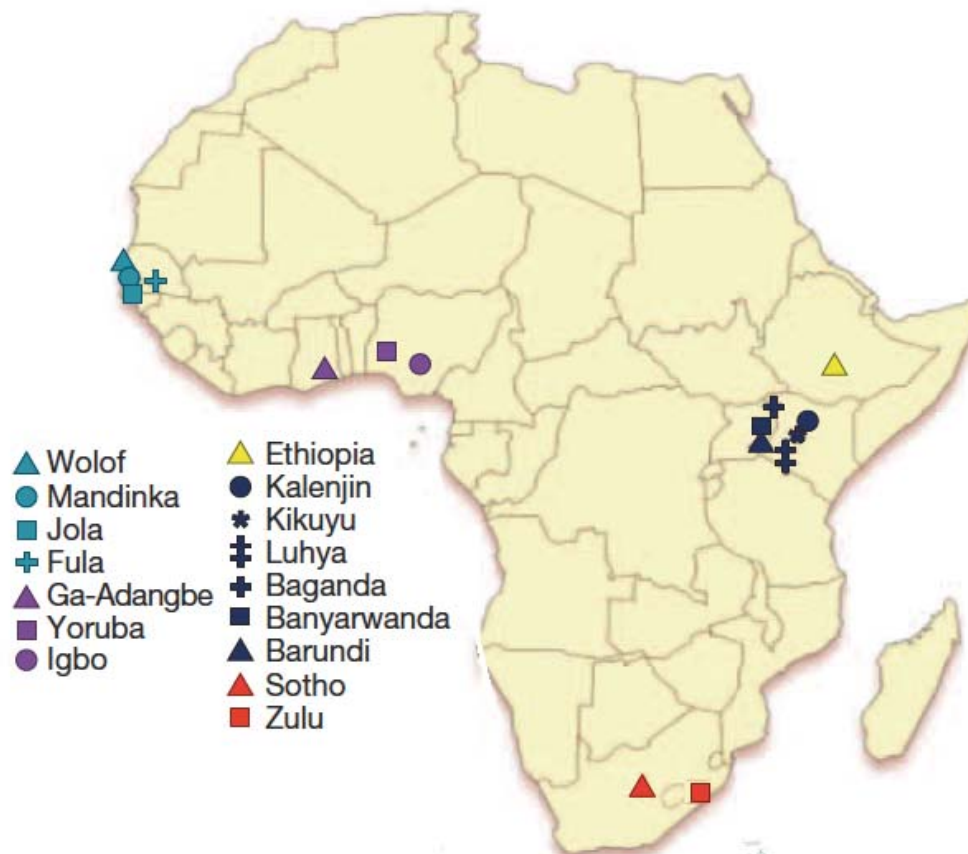 Wolof
Mandinka
Jola
Fula
Ga-Adangbe
Yoruba
Igbo
Ethiopia
Kalenjin
Kikuyu
Luhya
Baganda
Banyarwanda
Barundi
Sotho
Zulu